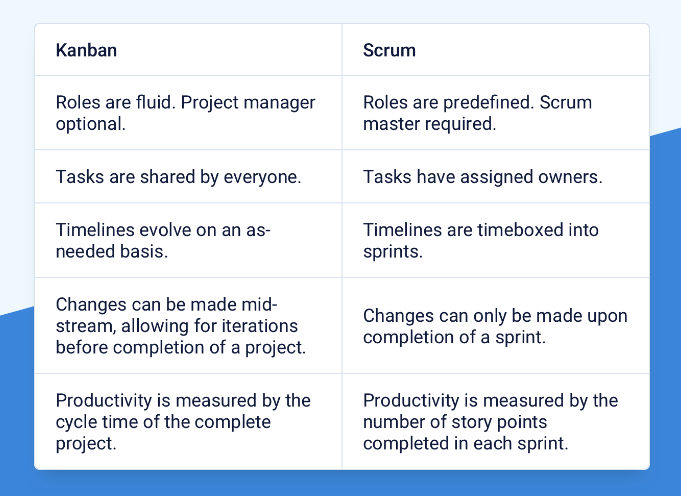 Kanban
Scrum
Roles are fluid. Project manager
optional.
Roles are predefined. Scrum
master required.
Tasks are shared by everyone.
Tasks have assigned owners.
Timelines evolve on an as-
needed basis.
Timelines are timeboxed into
sprints.
Changes can be made mid-
stream, allowing for iterations
before completion of a project.
Changes can only be made upon
completion of a sprint.
Productivity is measured by the
cycle time of the complete
project.
Productivity is measured by the
number of story points
completed in each sprint.